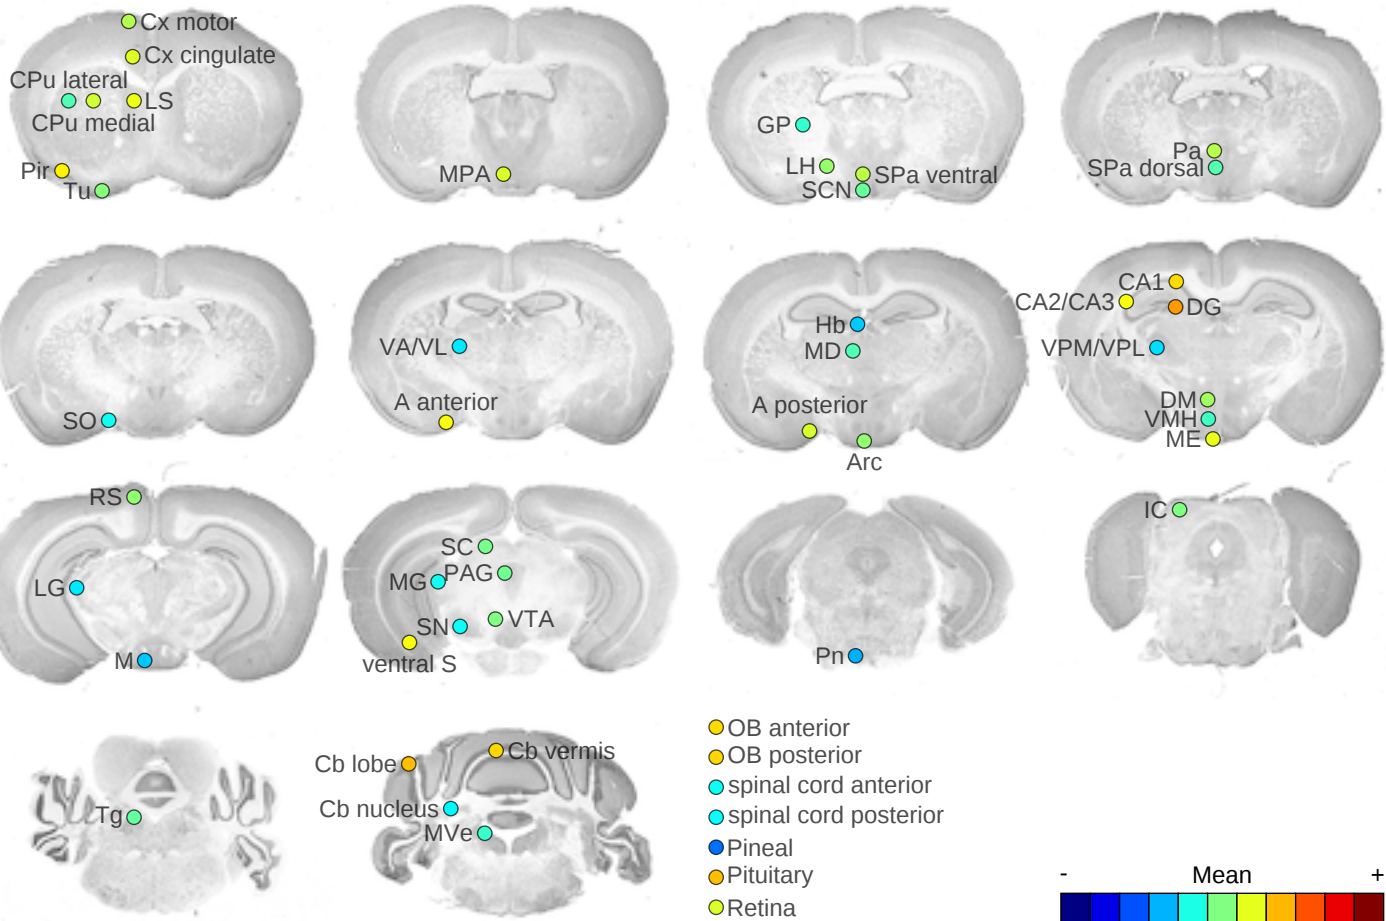 Cx motor
Cx cingulate
CPu lateral
LS
CPu medial
Pir
Tu
MPA
GP
LH
SPa ventral
SCN
Pa
SPa dorsal
SO
VA/VL
A anterior
Hb
MD
A posterior
Arc
CA1
CA2/CA3
DG
VPM/VPL
DM
VMH
ME
RS
LG
M
SC
PAG
MG
SN
VTA
ventral S
Pn
IC
Tg
Cb lobe
Cb vermis
Cb nucleus
MVe
OB anterior
OB posterior
spinal cord anterior
spinal cord posterior
Pineal
Pituitary
Retina
- Mean +